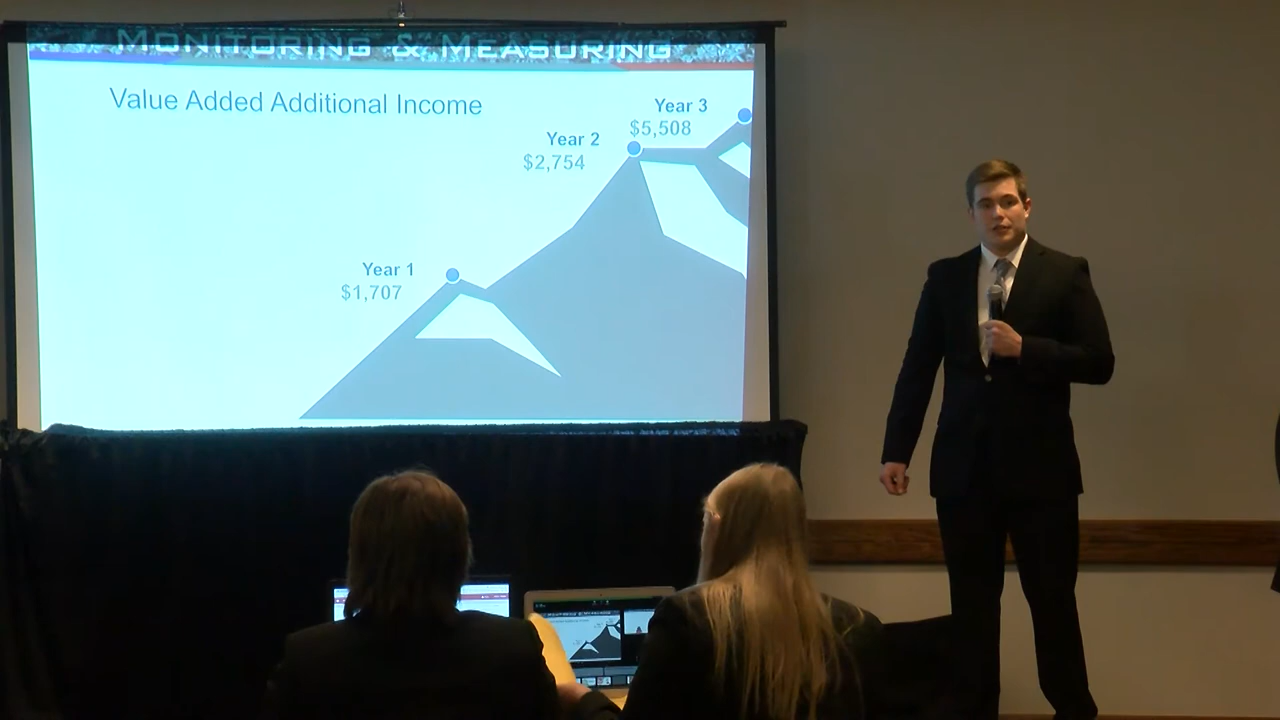 MONITORING & MEASURING
Value Added Additional Income
Year 3
$5,508
Year 2
$2,754
Year 1
$1,707